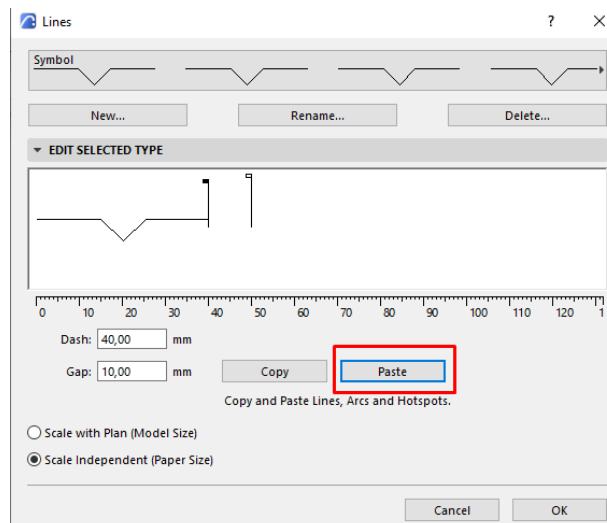 Lines
?
Symbol
New...
Rename...
Delete...
EDIT SELECTED TYPE
0 10 20 30 40 50 60 70 80 90 100 110 120 1
Dash: 40,00 mm
Gap: 10,00 mm Copy Paste
Copy and Paste Lines, Arcs and Hotspots.
Scale with Plan (Model Size)
Scale Independent (Paper Size)
Cancel OK